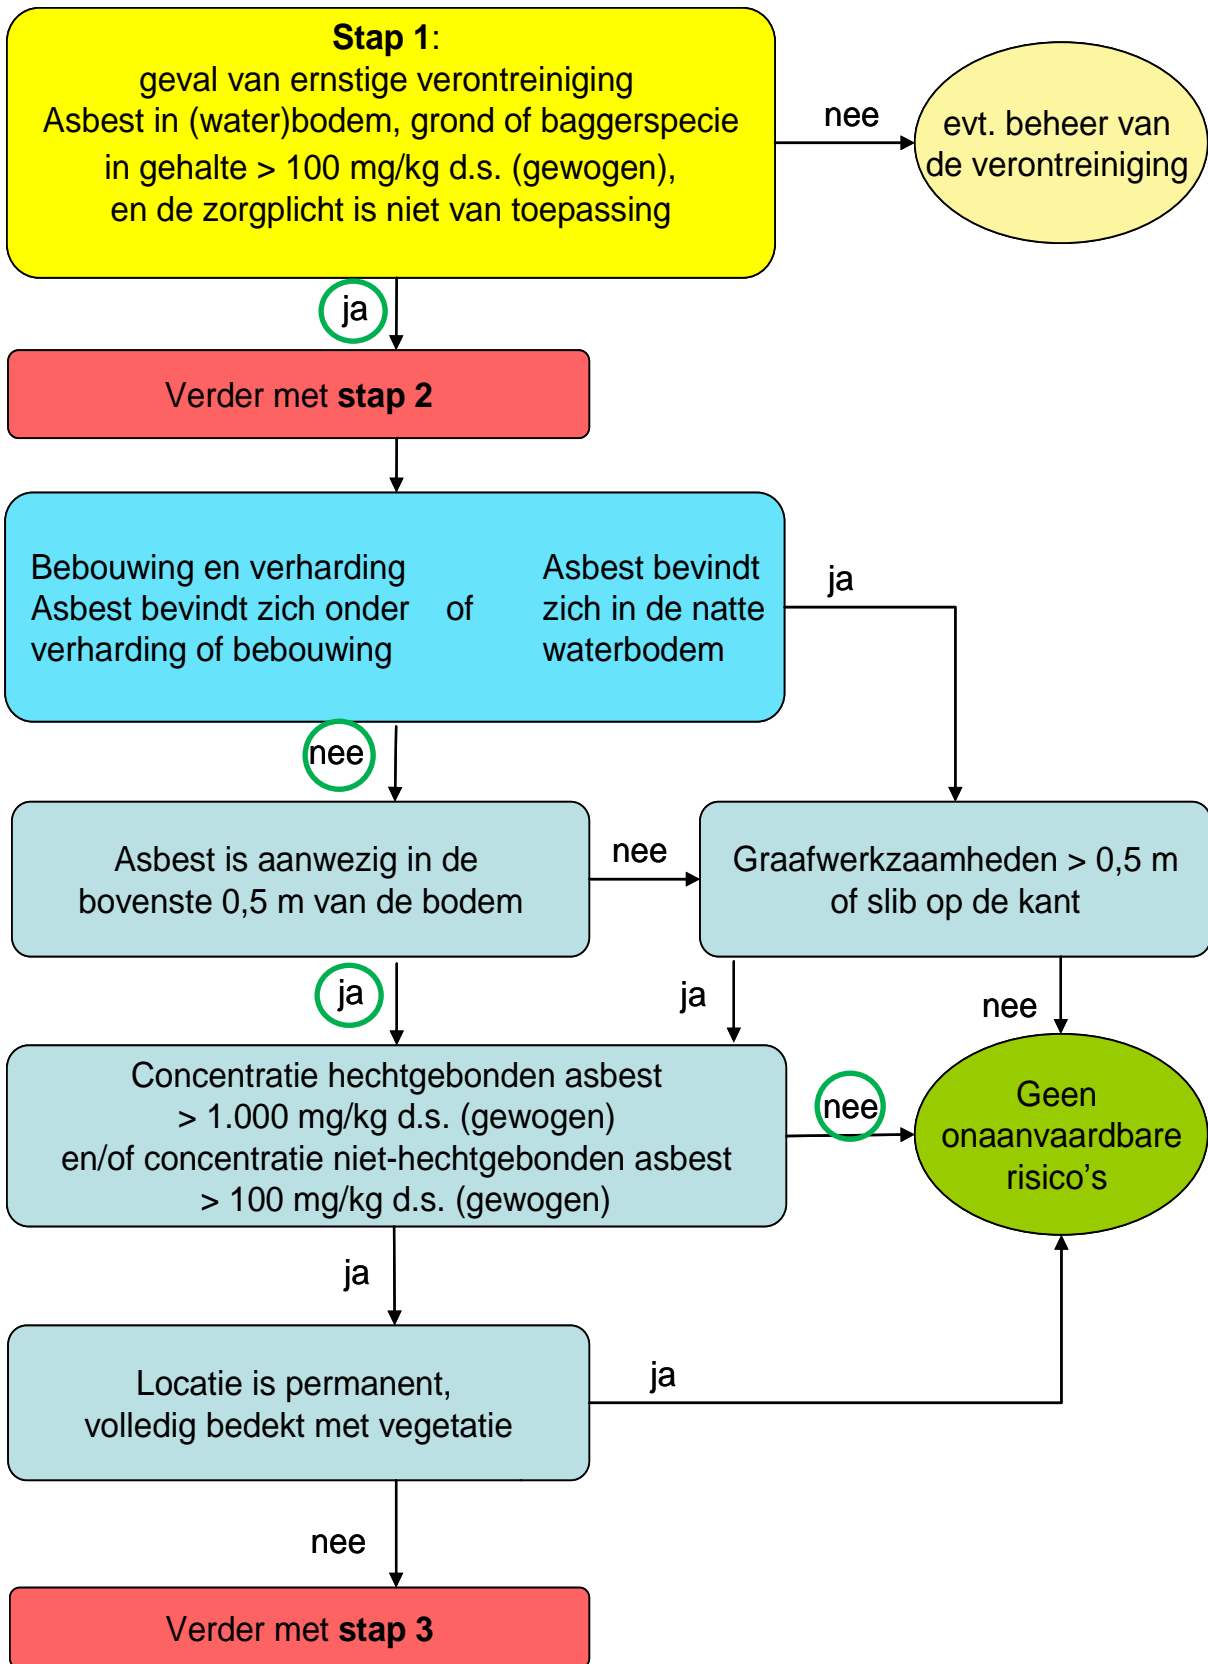 Stap 1:
geval van ernstige verontreiniging
Asbest in (water)bodem, grond of baggerspecie
in gehalte > 100 mg/kg d.s. (gewogen),
en de zorgplicht is niet van toepassing
nee
evt. beheer van
de verontreiniging
ja
Verder met stap 2
Bebouwing en verharding
Asbest bevindt zich onder
verharding of bebouwing
of
Asbest bevindt
zich in de natte
waterbodem
ja
nee
Asbest is aanwezig in de
bovenste 0,5 m van de bodem
nee
Graafwerkzaamheden > 0,5 m
of slib op de kant
ja
ja
nee
Concentratie hechtgebonden asbest
> 1.000 mg/kg d.s. (gewogen)
en/of concentratie niet-hechtgebonden asbest
> 100 mg/kg d.s. (gewogen)
nee
Geen
onaanvaardbare
risico’s
ja
Locatie is permanent,
volledig bedekt met vegetatie
ja
nee
Verder met stap 3